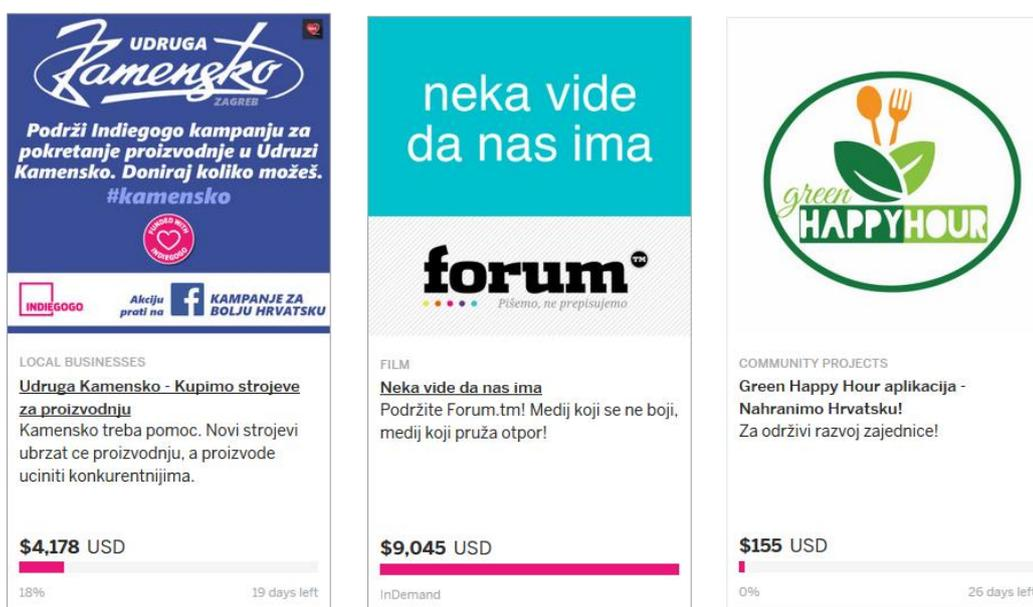 UDRUGA
Kamensko
ZAGREB
Podrži Indiegogo kampanju za
pokretanje proizvodnje u Udruzi
Kamensko. Doniraj koliko možeš.
#kamensko
FUNDED WITH
INDIEGOGO
INDIEGOGO
Akciju
prati na
f
KAMPANJE ZA
BOLJU HRVATSKU
LOCAL BUSINESSES
Udruga Kamensko - Kupimo strojeve
za proizvodnju
Kamensko treba pomoc. Novi strojevi
ubrzat ce proizvodnju, a proizvode
uciniti konkurentnijima.
$4,178 USD
18%
19 days left
neka vide
da nas ima
forum™
Pišemo, ne prepisujemo
FILM
Neka vide da nas ima
Podržite Forum.tm! Medij koji se ne boji,
medij koji pruža otpor!
$9,045 USD
InDemand
green
HAPPYHOUR
COMMUNITY PROJECTS
Green Happy Hour aplikacija -
Nahranimo Hrvatsku!
Za održivi razvoj zajednice!
$155 USD
0%
26 days left